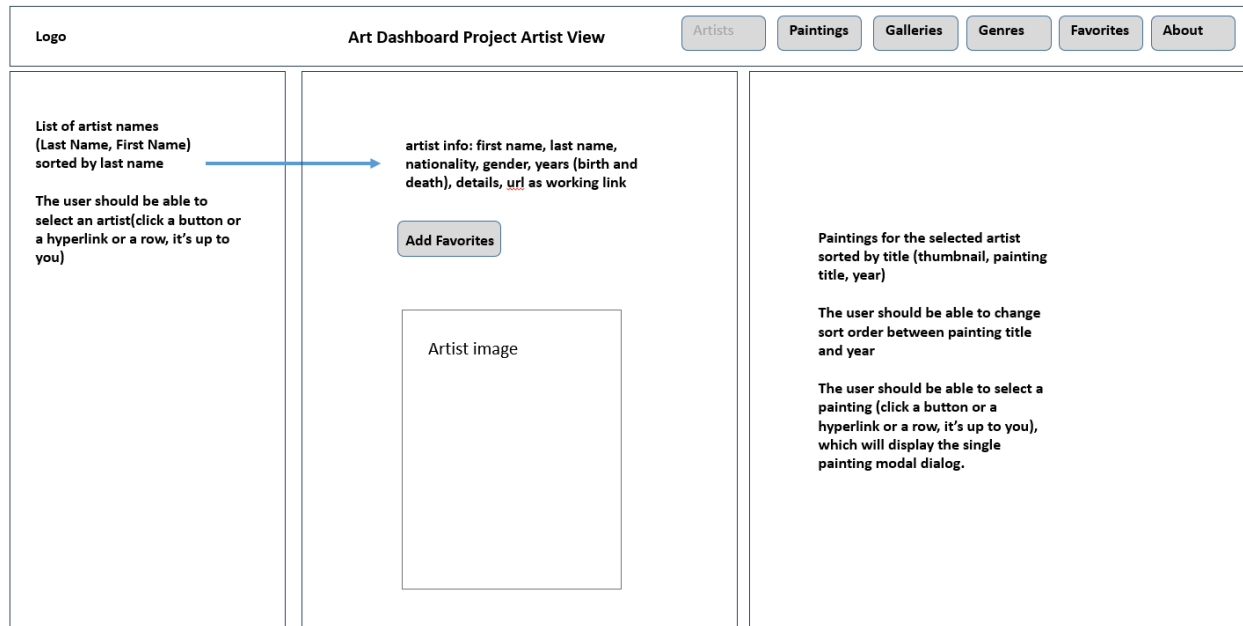 Logo
Art Dashboard Project Artist View
Artists
Paintings
Galleries
Genres
Favorites
About
List of artist names
(Last Name, First Name)
sorted by last name
The user should be able to
select an artist(click a button or
a hyperlink or a row, it's up to
you)
artist info: first name, last name,
nationality, gender, years (birth and
death), details, url as working link
Add Favorites
Artist image
Paintings for the selected artist
sorted by title (thumbnail, painting
title, year)
The user should be able to change
sort order between painting title
and year
The user should be able to select a
painting (click a button or a
hyperlink or a row, it's up to you),
which will display the single
painting modal dialog.